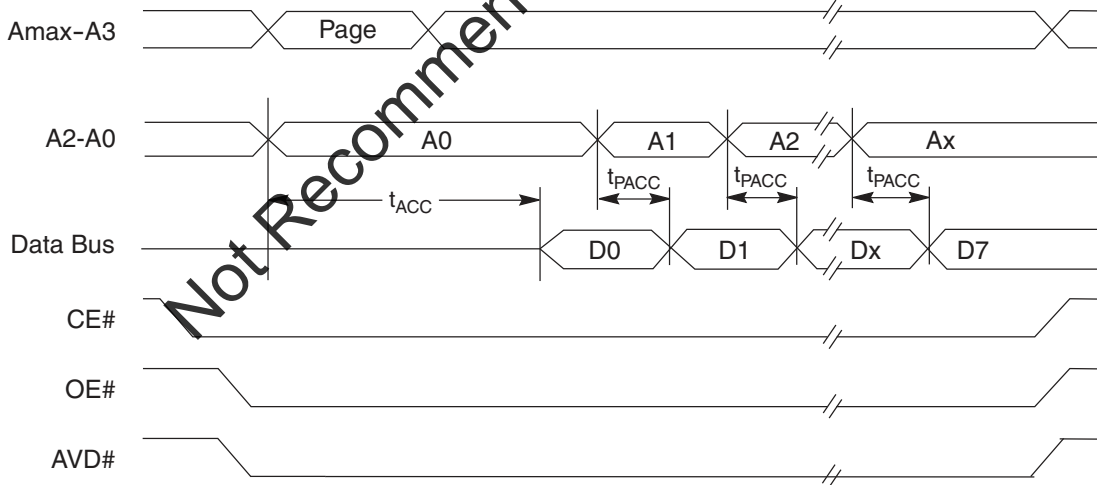 Amax-A3
Page
A2-A0
A0
A1
A2
Ax
tACC
tPACC
tPACC
tPACC
Data Bus
D0
D1
Dx
D7
CE#
OE#
AVD#
Not Recommen